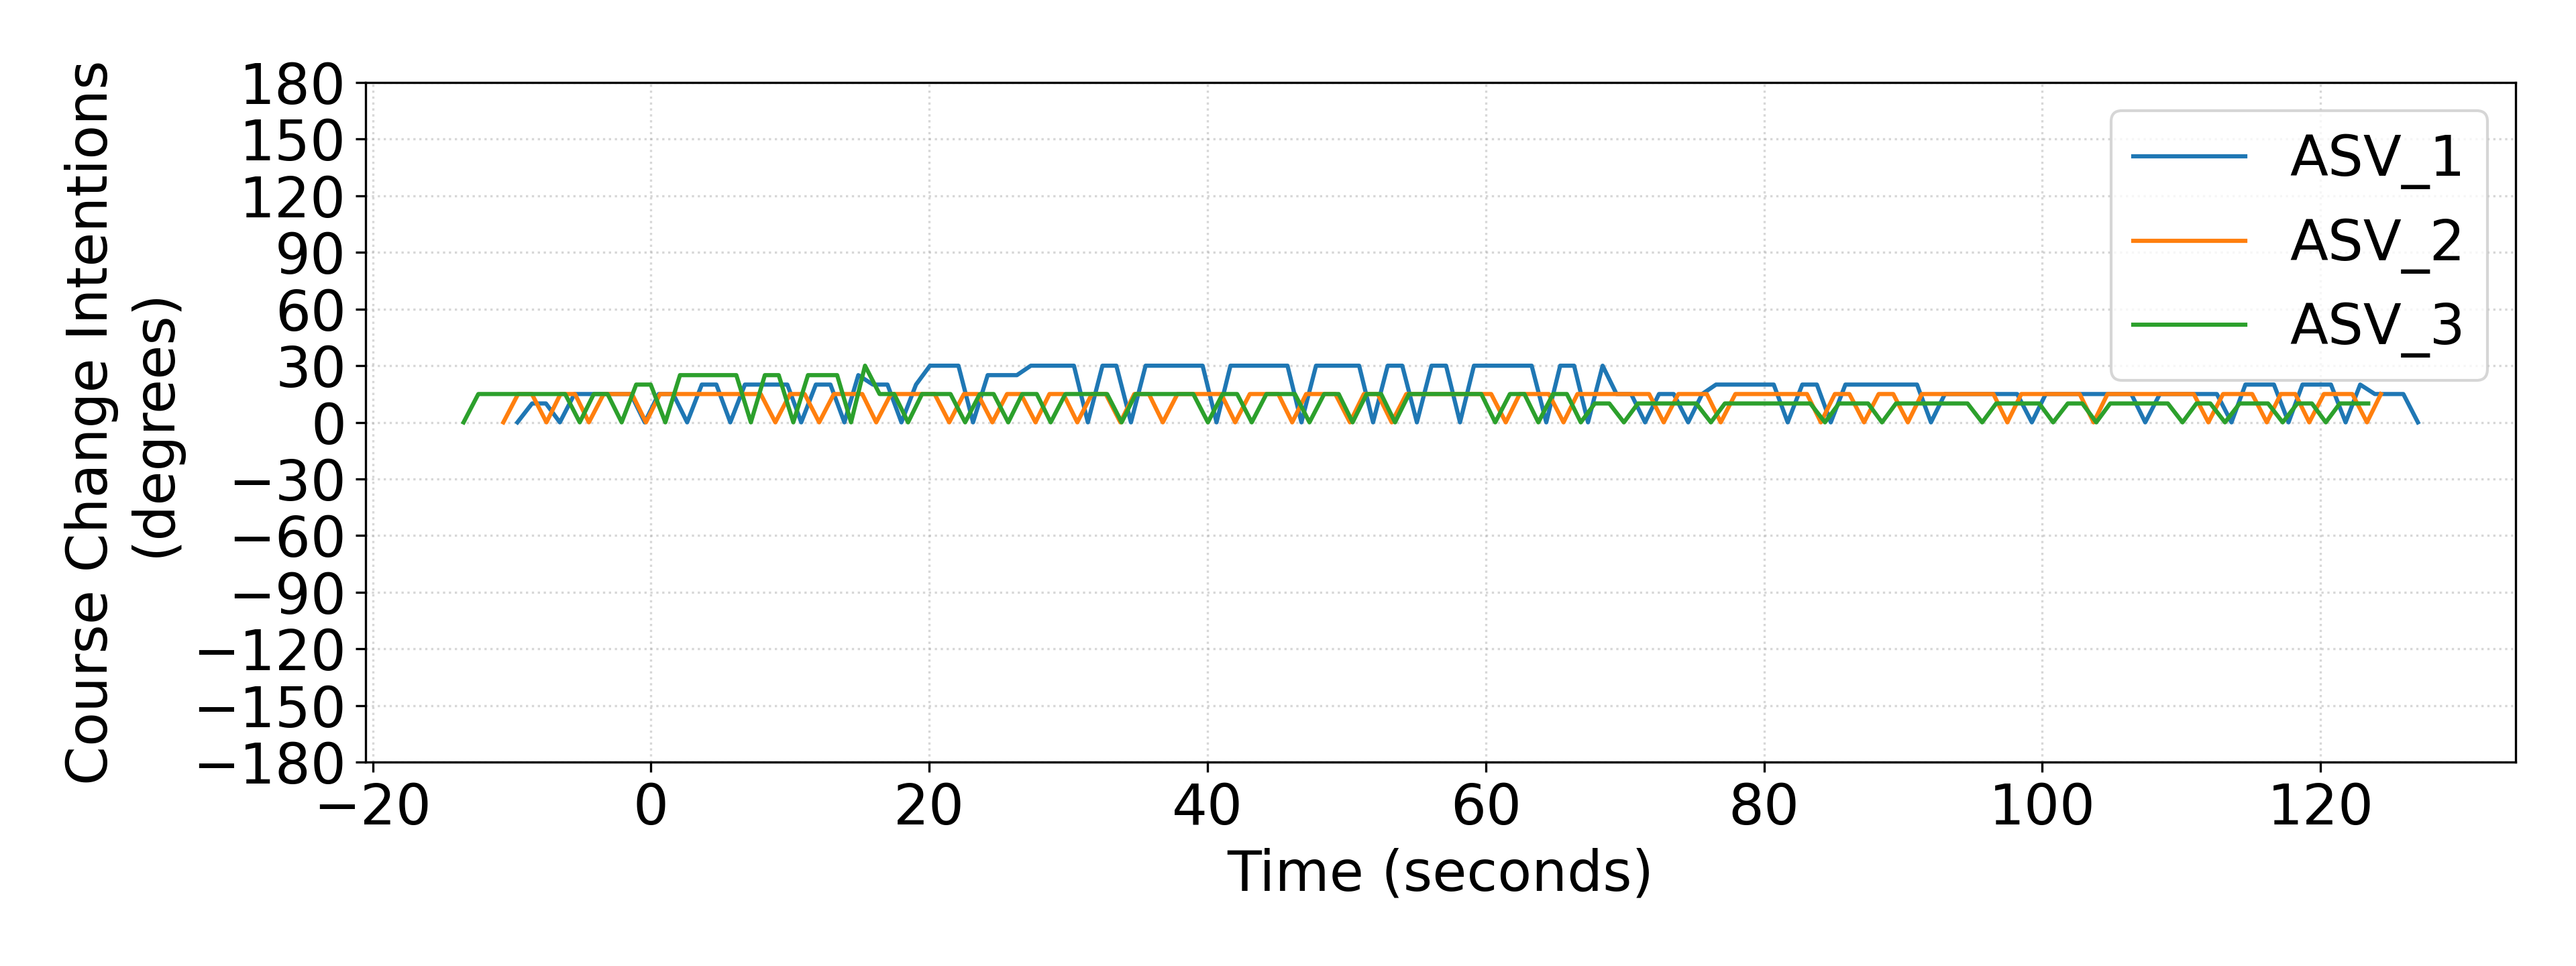 Course Change Intentions
(degrees)
180
150
120
90
60
30
0
−30
−60
−90
−120
−150
−180
−20 0 20 40 60 80 100 120
Time (seconds)
ASV_1
ASV_2
ASV_3